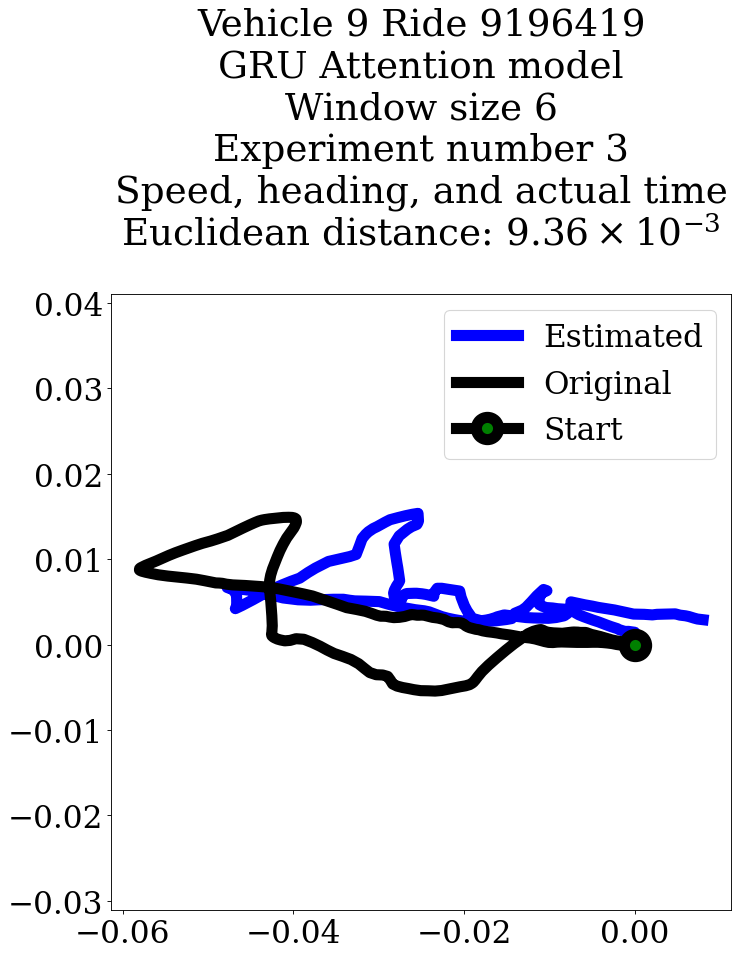 Vehicle 9 Ride 9196419
GRU Attention model
Window size 6
Experiment number 3
Speed, heading, and actual time
Euclidean distance: 9.36 × 10⁻³
Estimated
Original
Start
0.04
0.03
0.02
0.01
0.00
−0.01
−0.02
−0.03
−0.06 −0.04 −0.02 0.00